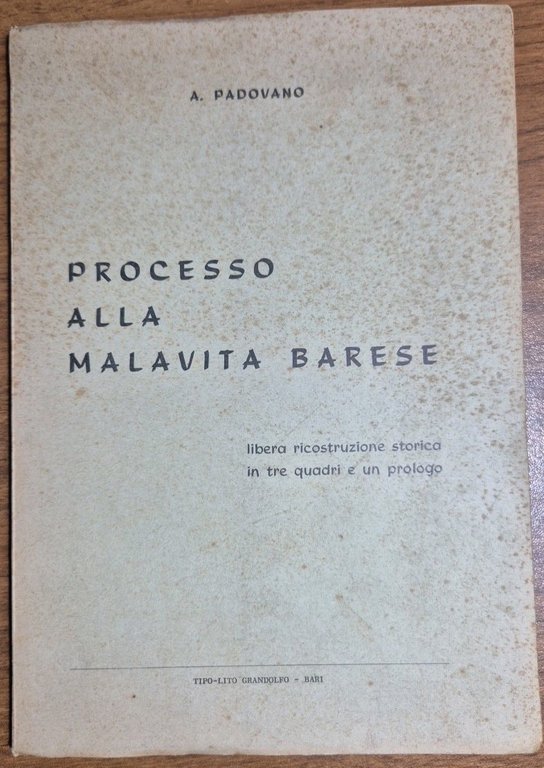 A. PADOVANO
PROCESSO
ALLA
MALAVITA BARESE
libera ricostruzione storica
in tre quadri e un prologo
TIPO-LITO GRANDOLFO - BARI